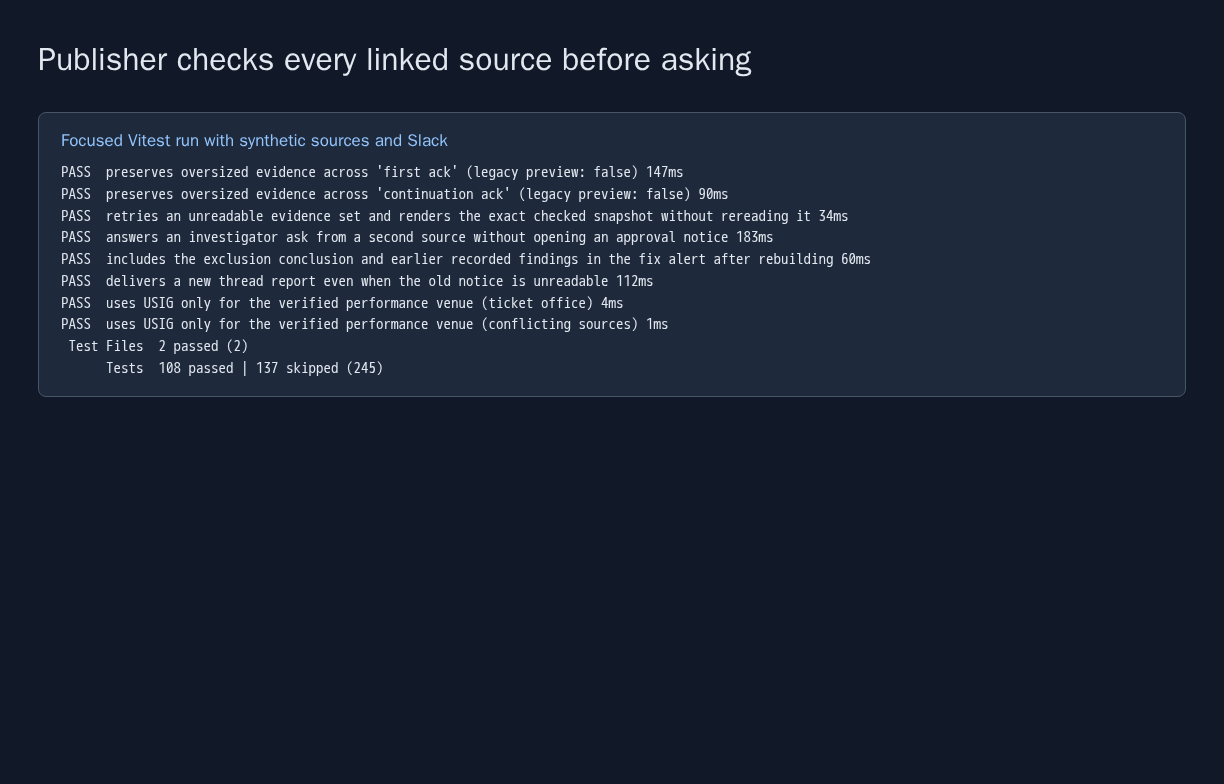 Publisher checks every linked source before asking
Focused Vitest run with synthetic sources and Slack
PASS  preserves oversized evidence across 'first ack' (legacy preview: false) 147ms
PASS  preserves oversized evidence across 'continuation ack' (legacy preview: false) 90ms
PASS  retries an unreadable evidence set and renders the exact checked snapshot without rereading it 34ms
PASS  answers an investigator ask from a second source without opening an approval notice 183ms
PASS  includes the exclusion conclusion and earlier recorded findings in the fix alert after rebuilding 60ms
PASS  delivers a new thread report even when the old notice is unreadable 112ms
PASS  uses USIG only for the verified performance venue (ticket office) 4ms
PASS  uses USIG only for the verified performance venue (conflicting sources) 1ms
Test Files  2 passed (2)
Tests  108 passed | 137 skipped (245)